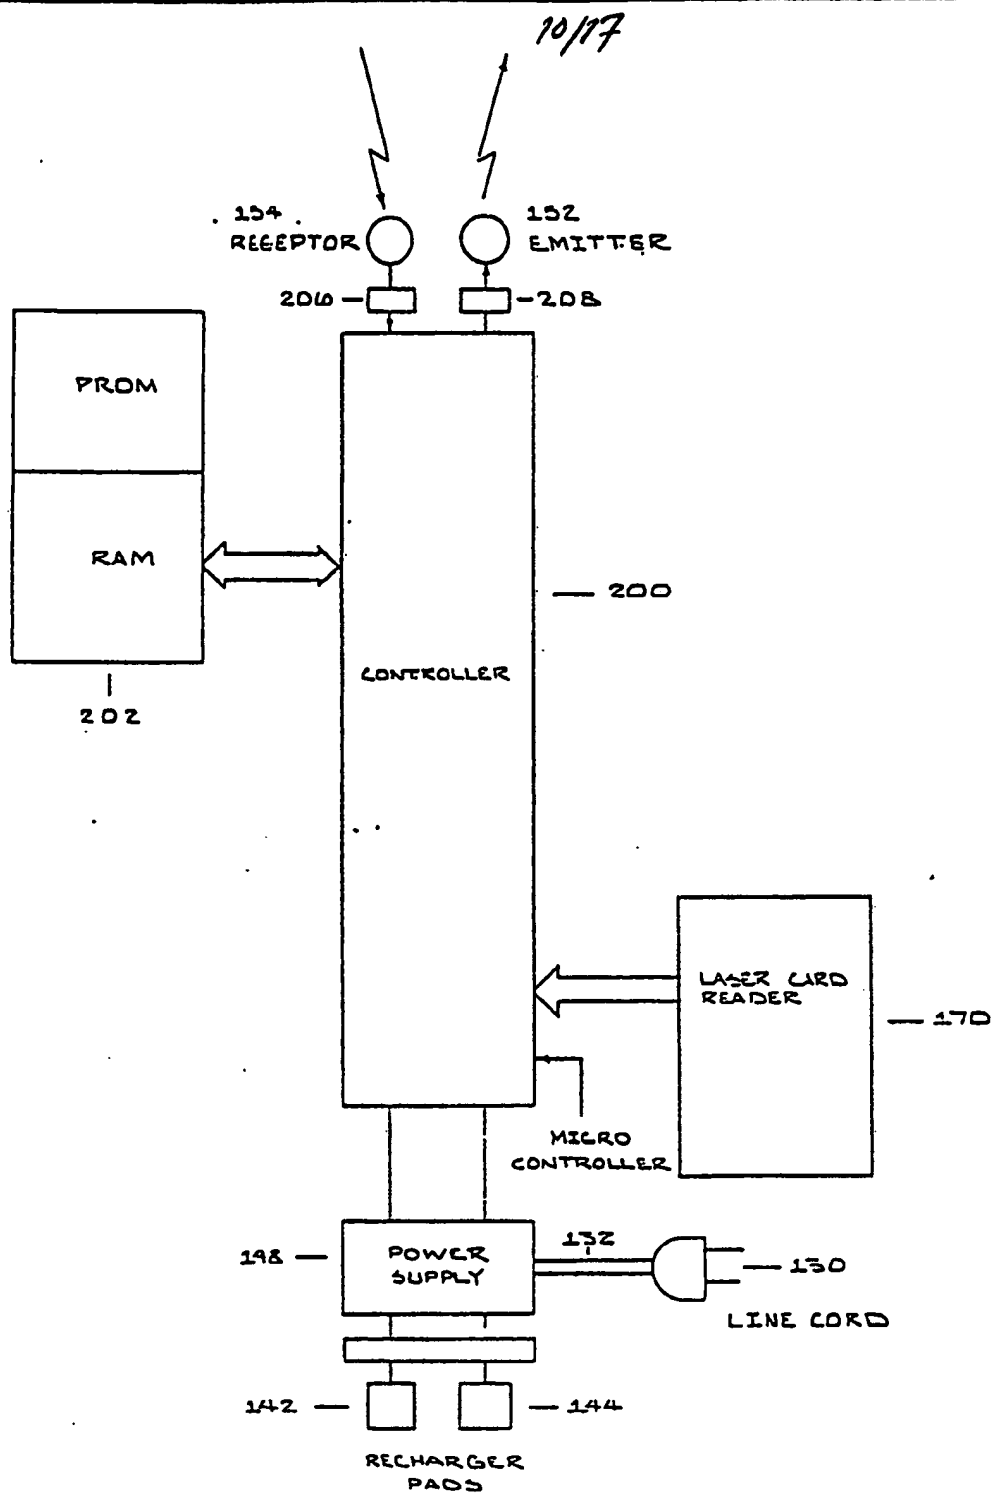 10/17
154
152
RECEPTOR
EMITTER
206
208
PROM
RAM
200
CONTROLLER
202
LASER CARD
READER
170
MICRO
CONTROLLER
198
POWER
SUPPLY
132
130
LINE CORD
142
144
RECHARGER
PADS